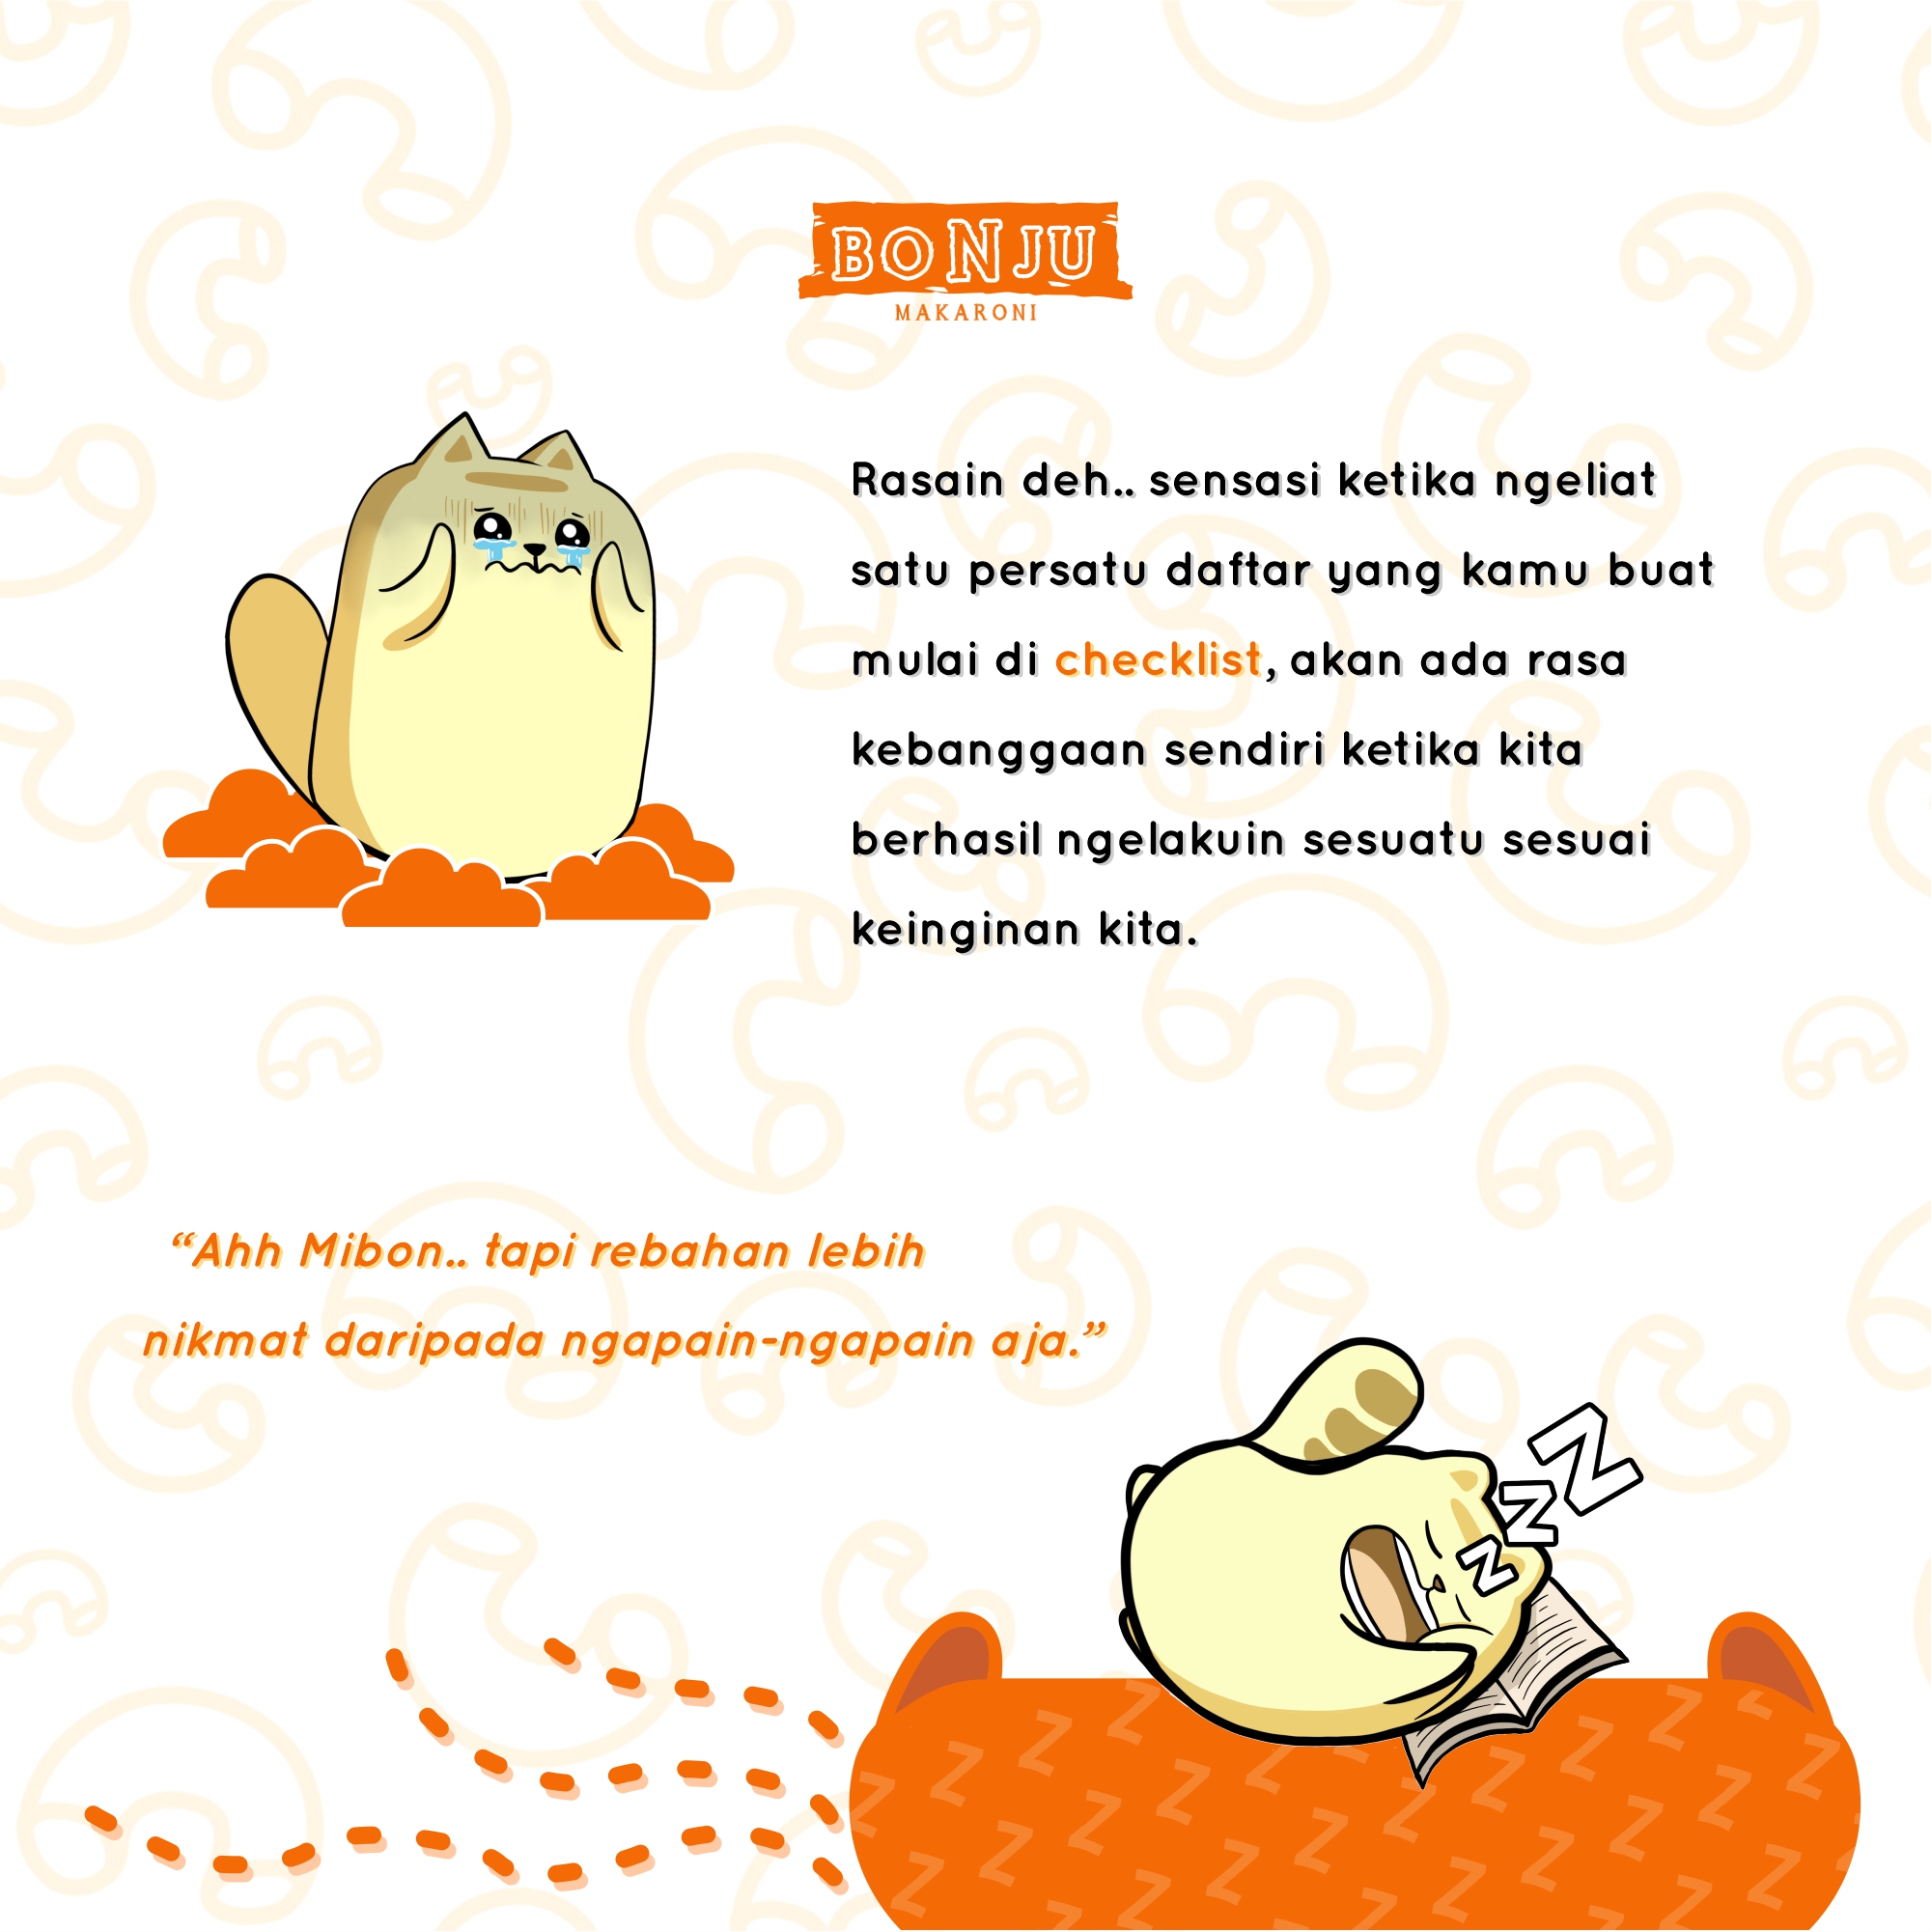 BONJU
MAKARONI
Rasain deh.. sensasi ketika ngeliat
satu persatu daftar yang kamu buat
mulai di checklist, akan ada rasa
kebanggaan sendiri ketika kita
berhasil ngelakuin sesuatu sesuai
keinginan kita.
“Ahh Mibon.. tapi rebahan lebih
nikmat daripada ngapain-ngapain aja.”
z z Z